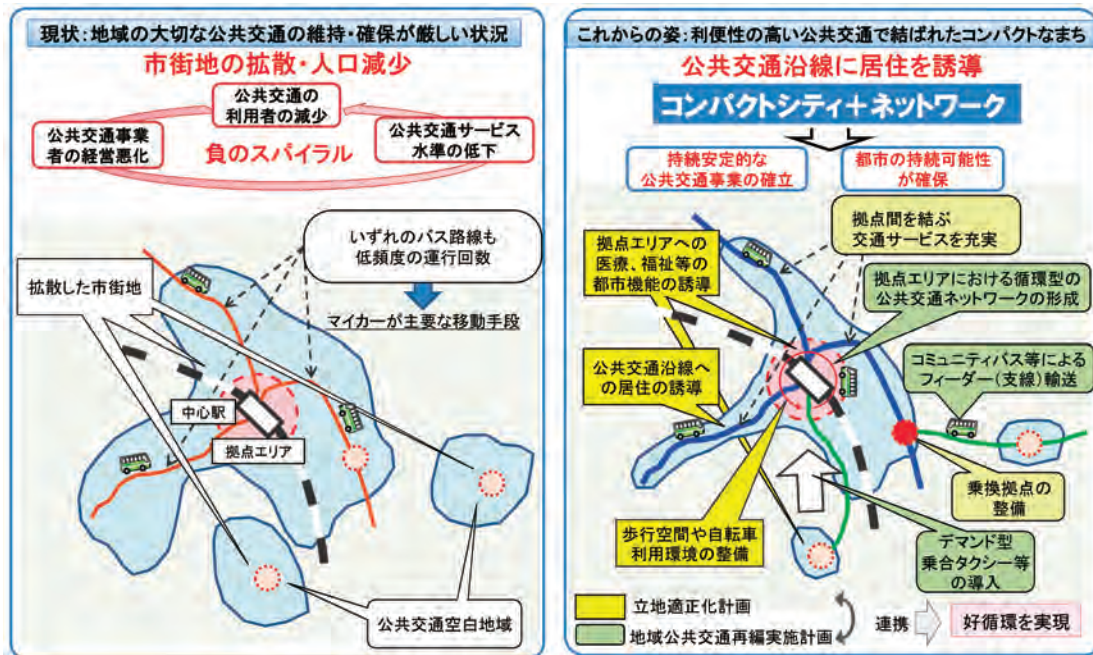 現状：地域の大切な公共交通の維持・確保が厳しい状況
市街地の拡散・人口減少
公共交通の
利用者の減少
公共交通事業
者の経営悪化
負のスパイラル
公共交通サービス
水準の低下
いずれのバス路線も
低頻度の運行回数
拡散した市街地
マイカーが主要な移動手段
中心駅
拠点エリア
公共交通空白地域
これからの姿：利便性の高い公共交通で結ばれたコンパクトなまち
公共交通沿線に居住を誘導
コンパクトシティ＋ネットワーク
持続安定的な
公共交通事業の確立
都市の持続可能性
が確保
拠点間を結ぶ
交通サービスを充実
拠点エリアへの
医療、福祉等の
都市機能の誘導
拠点エリアにおける循環型の
公共交通ネットワークの形成
公共交通沿線へ
の居住の誘導
コミュニティバス等による
フィーダー（支線）輸送
乗換拠点の
整備
歩行空間や自転車
利用環境の整備
デマンド型
乗合タクシー等
の導入
立地適正化計画
地域公共交通再編実施計画
連携
好循環を実現